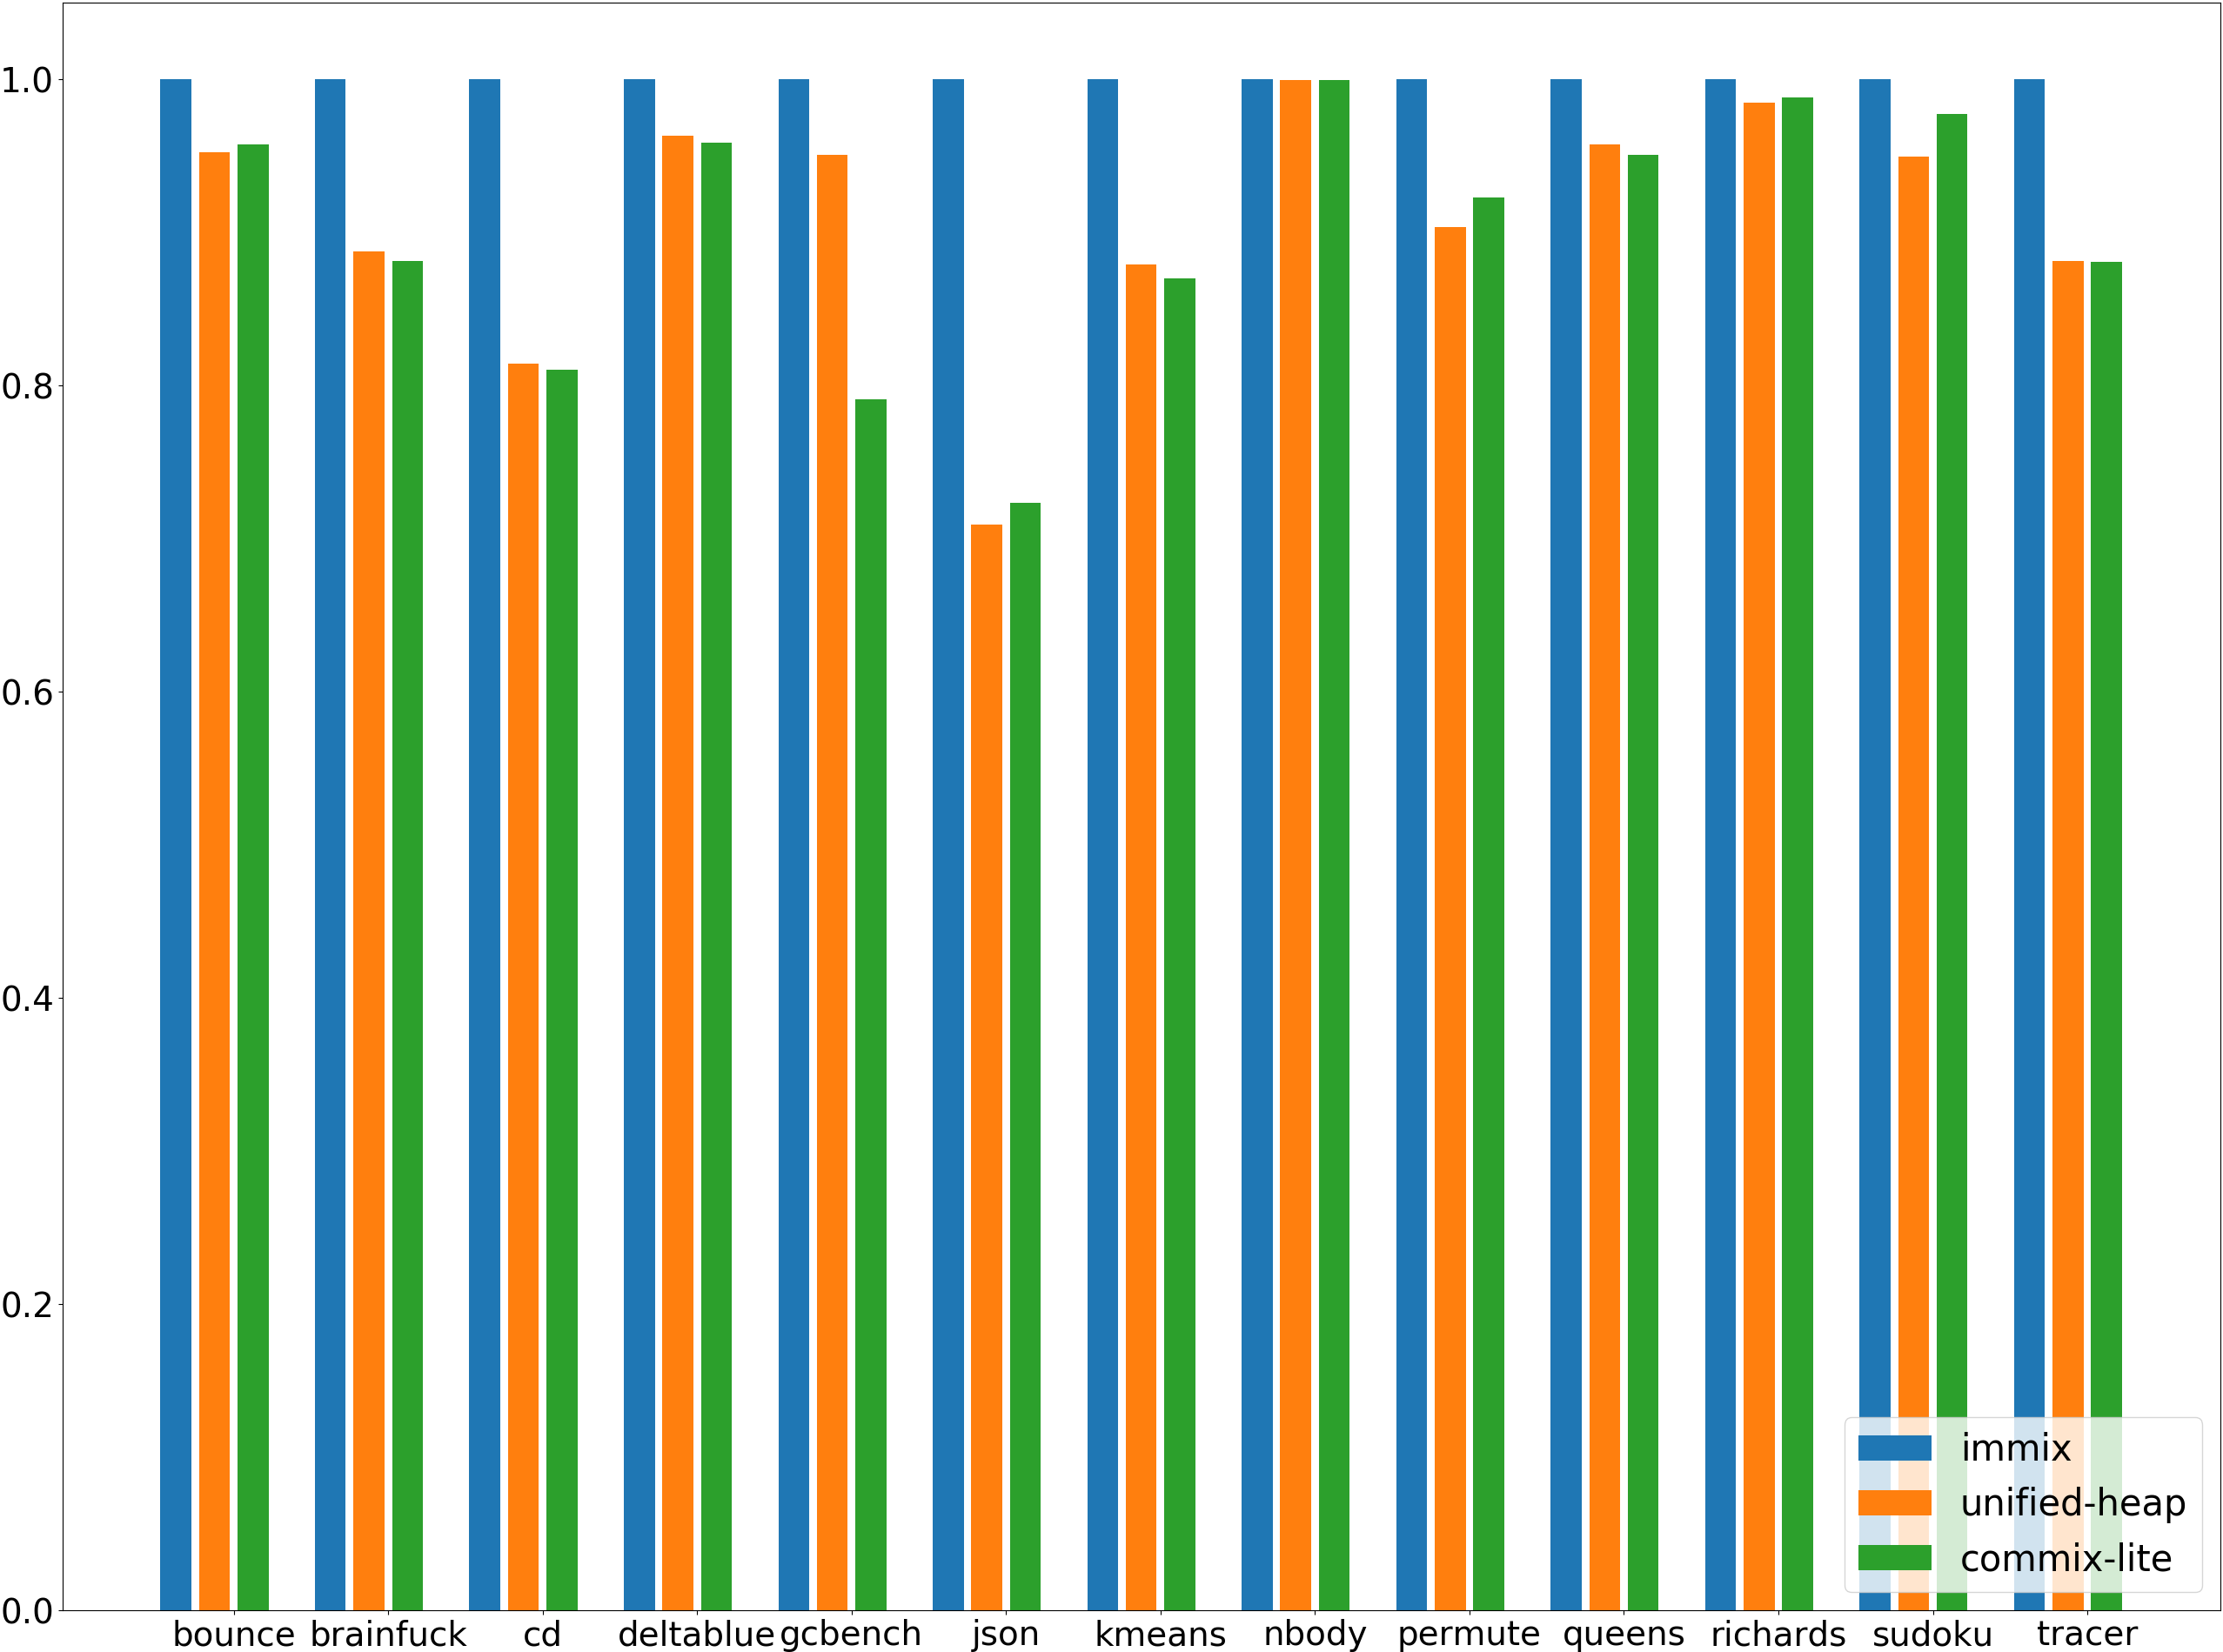 1.0
0.8
0.6
0.4
0.2
0.0
bounce brainfuck cd deltablue gcbench json kmeans nbody permute queens richards sudoku tracer
immix
unified-heap
commix-lite